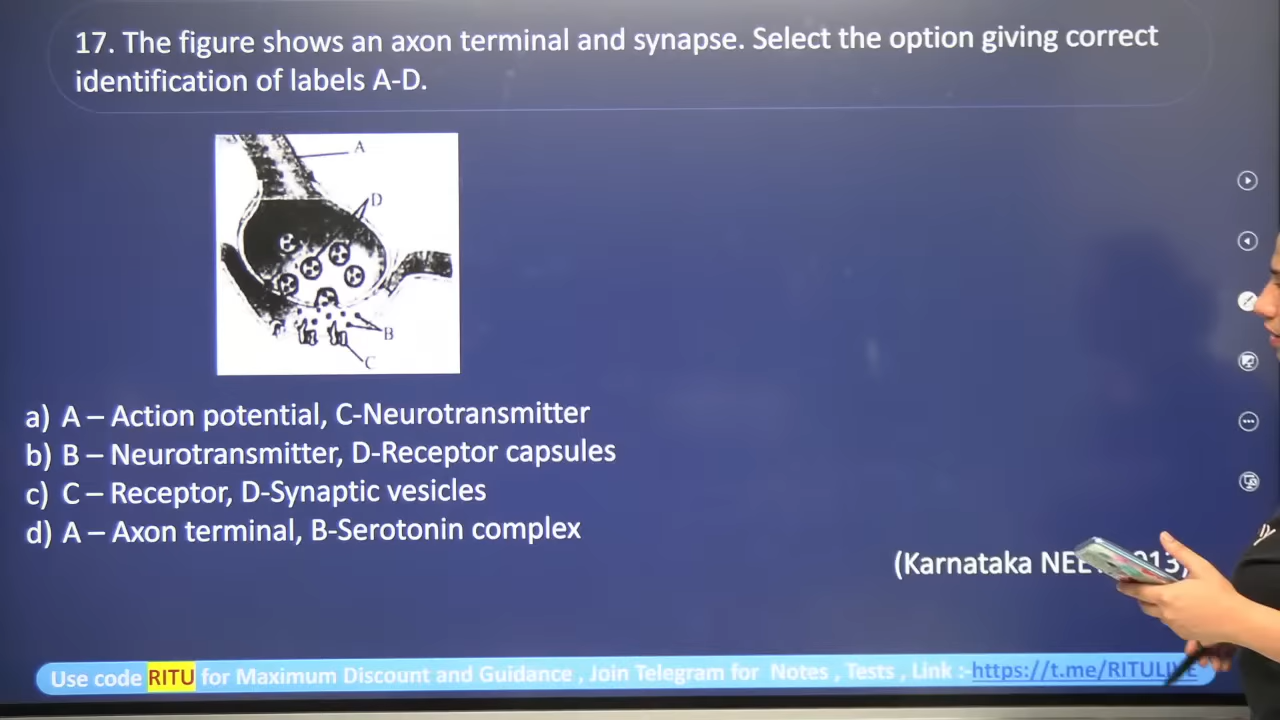 17. The figure shows an axon terminal and synapse. Select the option giving correct
identification of labels A-D.
A
D
B
C
a) A – Action potential, C-Neurotransmitter
b) B – Neurotransmitter, D-Receptor capsules
c) C – Receptor, D-Synaptic vesicles
d) A – Axon terminal, B-Serotonin complex
(Karnataka
Use code RITU for Maximum Discount and Guidance , Join Telegram for Notes , Tests , Link :-https://t.me/RITULIVE